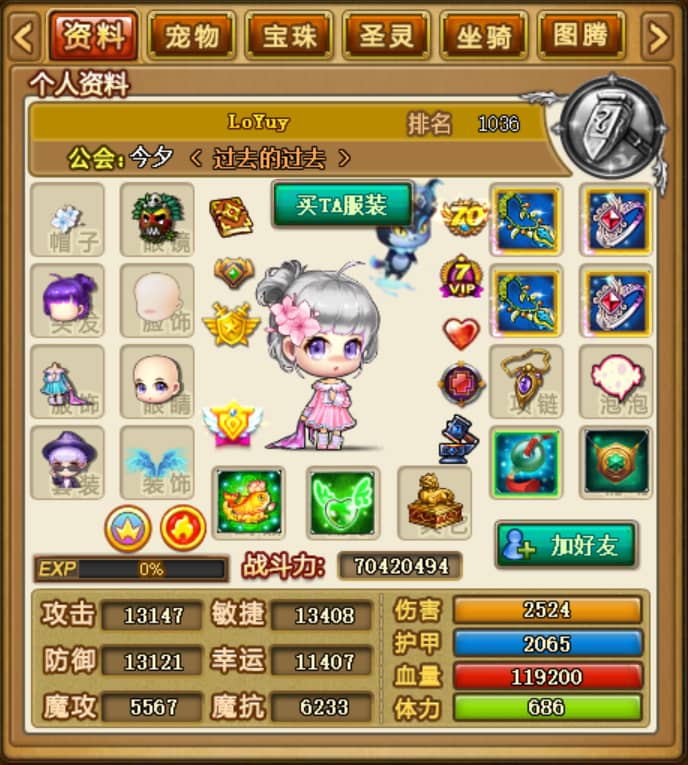 资料 宠物 宝珠 圣灵 坐骑 图腾
个人资料
LoYuy 排名 1036
公会: 今夕 < 过去的过去 >
买TA服装
70
7
VIP
帽子 眼镜
头发 脸饰
服饰 眼睛 项链 泡泡
套装 装饰
加好友
EXP 0% 战斗力: 70420494
攻击 13147 敏捷 13408 伤害 2524
防御 13121 幸运 11407 护甲 2065
血量 119200
魔攻 5567 魔抗 6233 体力 686